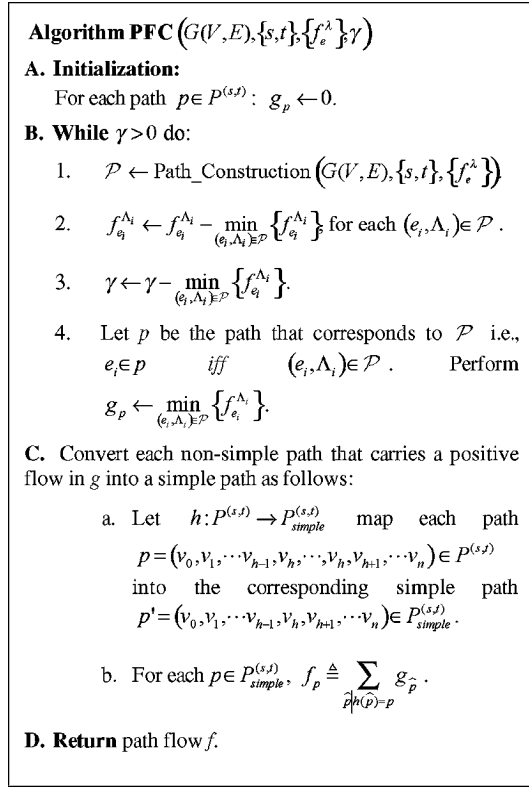 Algorithm PFC (G(V,E),{s,t},{f_e^λ},γ)
A. Initialization:
For each path p∈P^(s,t): g_p ←0.
B. While γ>0 do:
1. 𝒫 ← Path_Construction (G(V,E),{s,t},{f_e^λ})
2. f_{e_i}^{Λ_i} ← f_{e_i}^{Λ_i} − min_{(e_i,Λ_i)∈𝒫} {f_{e_i}^{Λ_i}}, for each (e_i,Λ_i)∈𝒫.
3. γ←γ− min_{(e_i,Λ_i)∈𝒫} {f_{e_i}^{Λ_i}}.
4. Let p be the path that corresponds to 𝒫 i.e.,
e_i∈p iff (e_i,Λ_i)∈𝒫. Perform
g_p ← min_{(e_i,Λ_i)∈𝒫} {f_{e_i}^{Λ_i}}.
C. Convert each non-simple path that carries a positive
flow in g into a simple path as follows:
a. Let h:P^(s,t) → P_simple^(s,t) map each path
p=(v_0,v_1,⋯v_{h−1},v_h,⋯,v_h,v_{h+1},⋯v_n)∈P^(s,t)
into the corresponding simple path
p'=(v_0,v_1,⋯v_{h−1},v_h,v_{h+1},⋯v_n)∈P_simple^(s,t).
b. For each p∈P_simple^(s,t), f_p ≜ ∑_{p̂|h(p̂)=p} g_p̂.
D. Return path flow f.